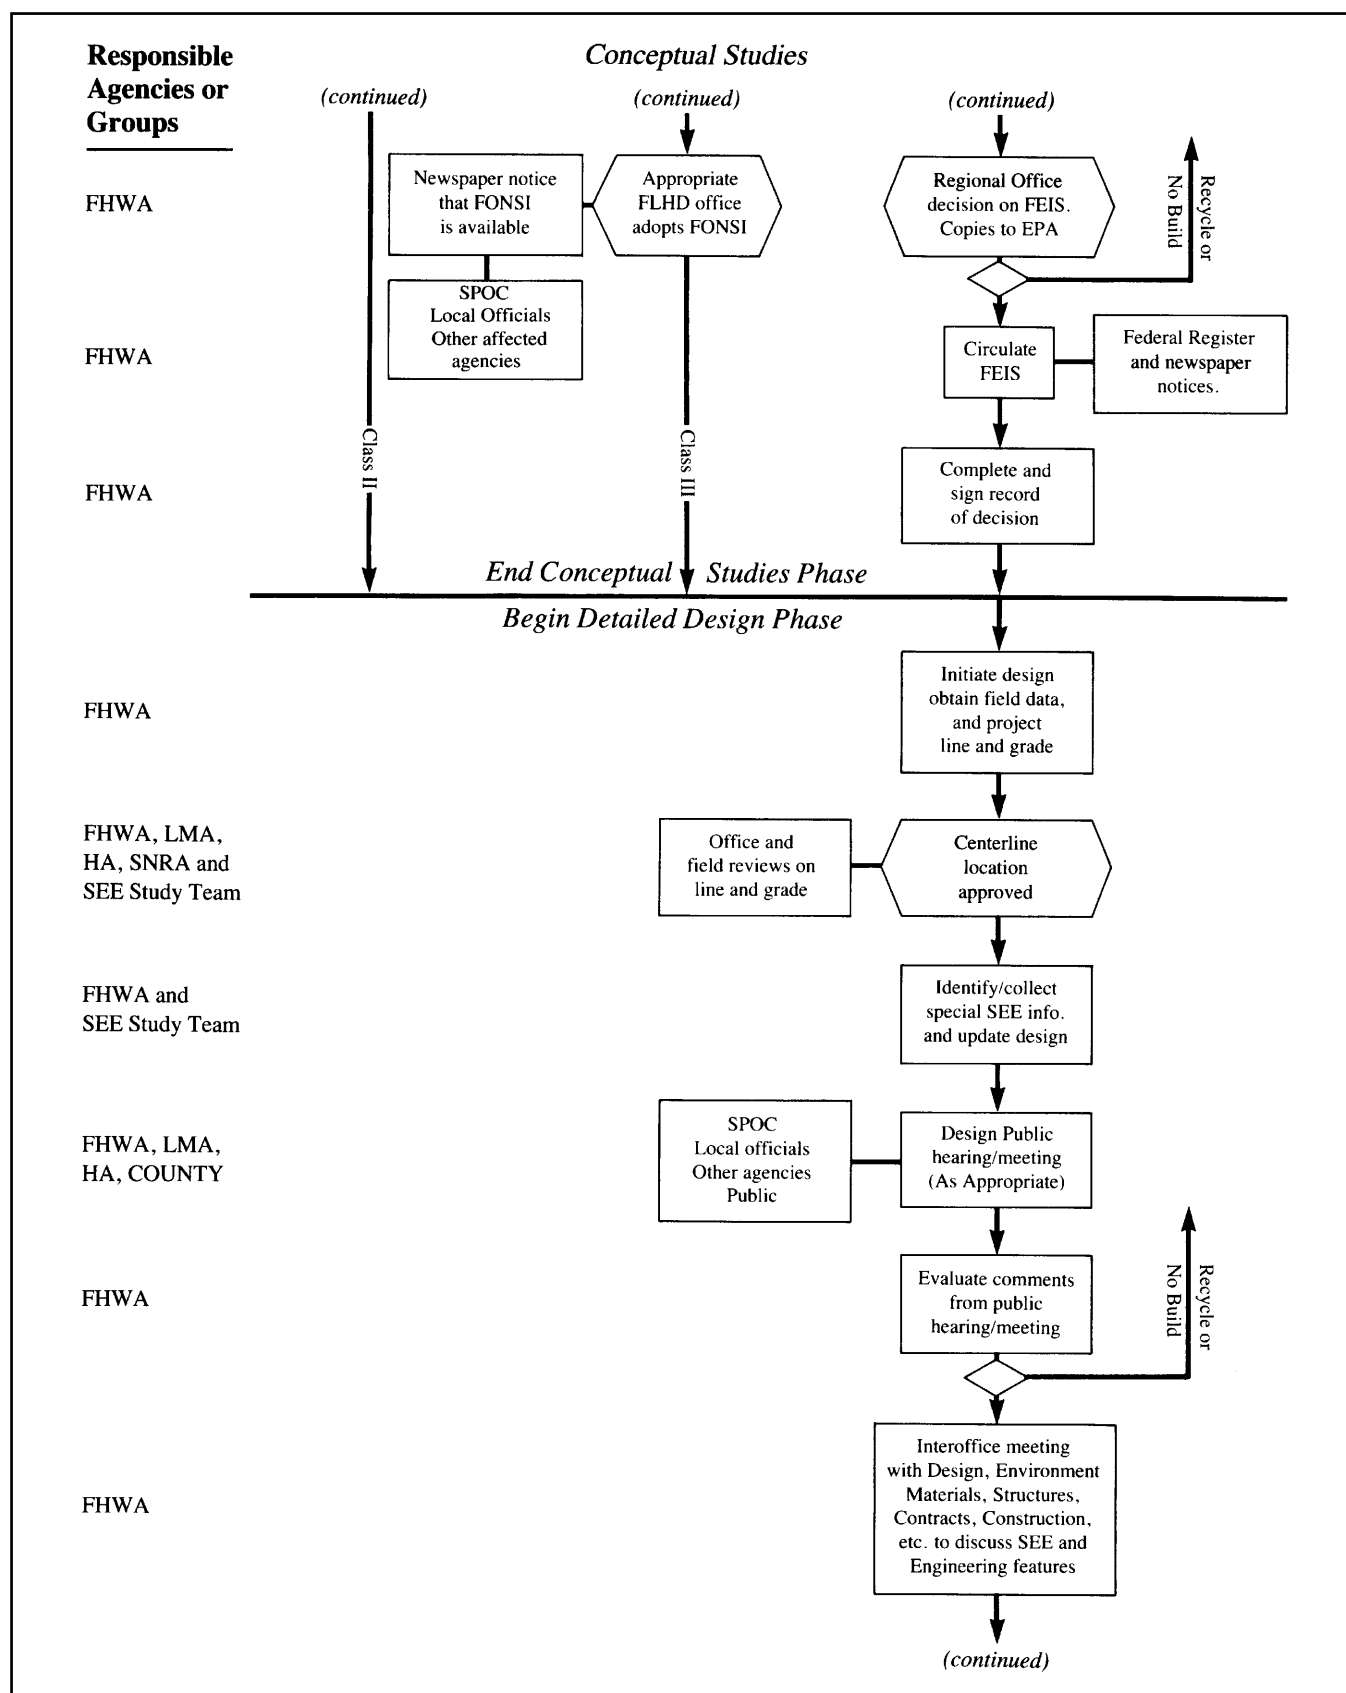 Responsible
Agencies or
Groups
Conceptual Studies
(continued)
(continued)
(continued)
FHWA
Newspaper notice
that FONSI
is available
Appropriate
FLHD office
adopts FONSI
Regional Office
decision on FEIS.
Copies to EPA
Recycle or
No Build
SPOC
Local Officials
Other affected
agencies
FHWA
Circulate
FEIS
Federal Register
and newspaper
notices.
Class II
Class III
FHWA
Complete and
sign record
of decision
End Conceptual Studies Phase
Begin Detailed Design Phase
FHWA
Initiate design
obtain field data,
and project
line and grade
FHWA, LMA,
HA, SNRA and
SEE Study Team
Office and
field reviews on
line and grade
Centerline
location
approved
FHWA and
SEE Study Team
Identify/collect
special SEE info.
and update design
FHWA, LMA,
HA, COUNTY
SPOC
Local officials
Other agencies
Public
Design Public
hearing/meeting
(As Appropriate)
FHWA
Evaluate comments
from public
hearing/meeting
Recycle or
No Build
FHWA
Interoffice meeting
with Design, Environment
Materials, Structures,
Contracts, Construction,
etc. to discuss SEE and
Engineering features
(continued)